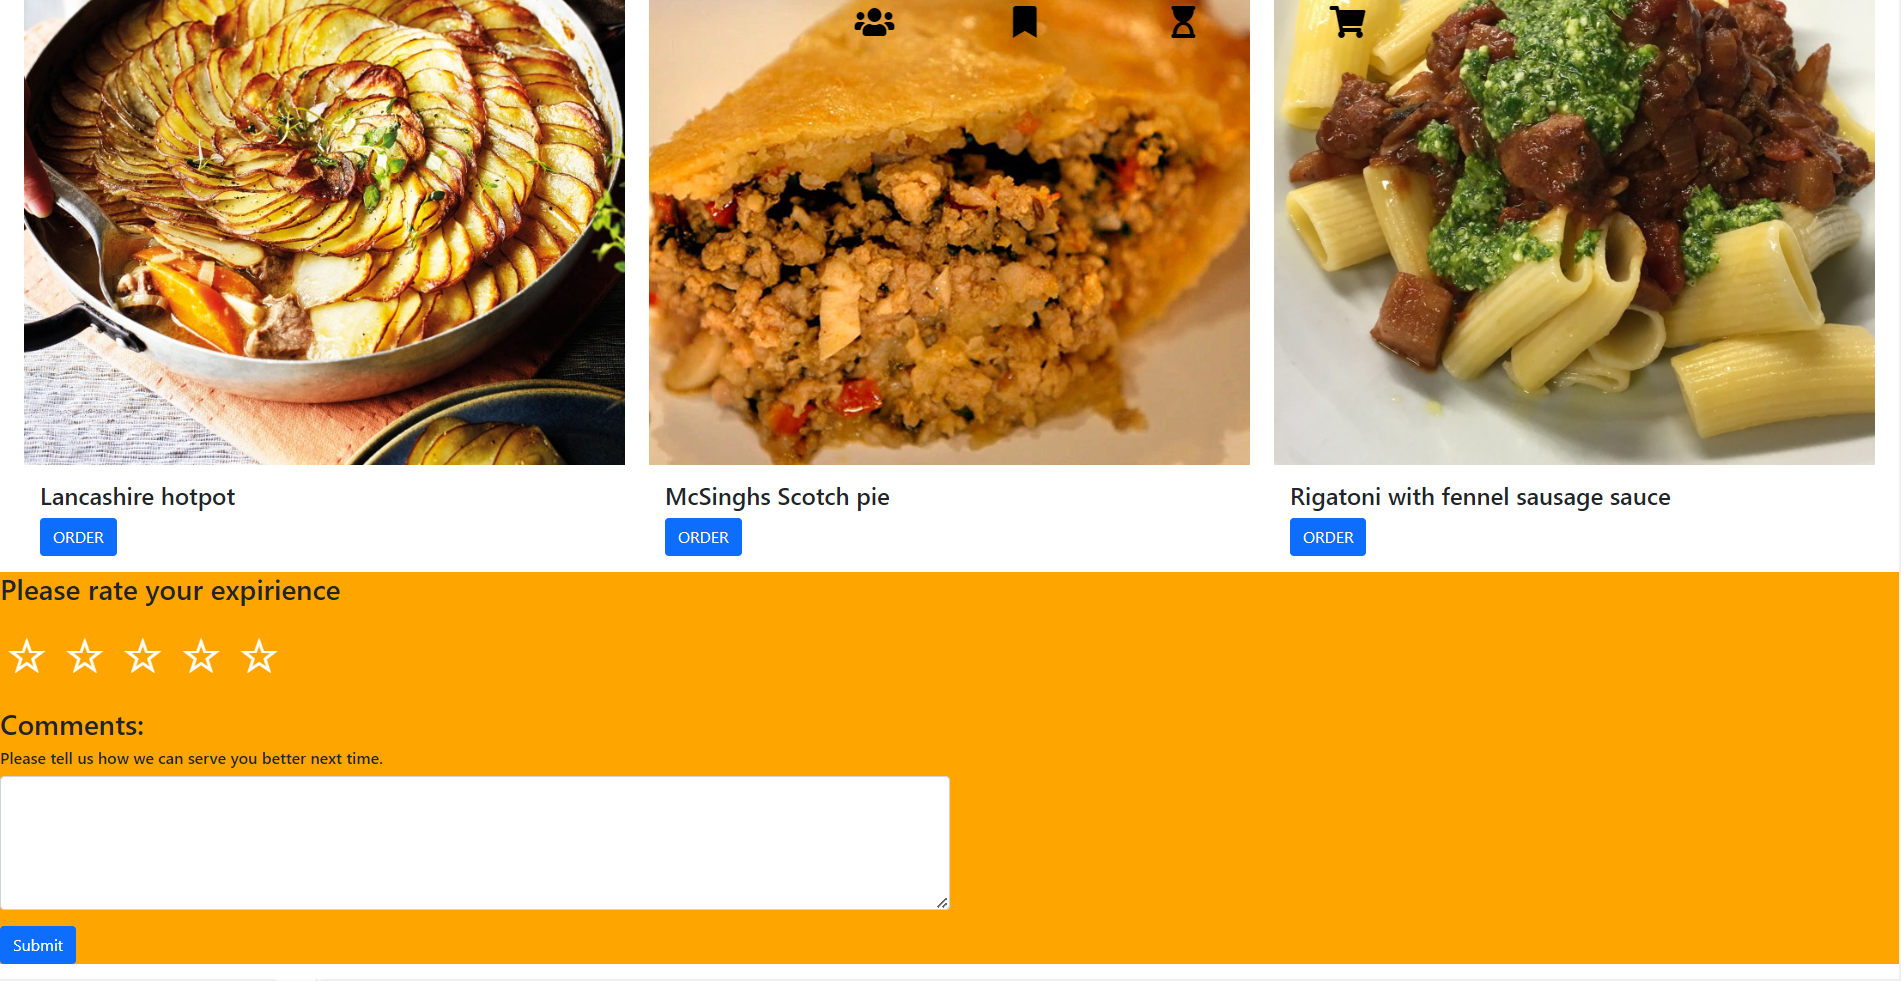 Lancashire hotpot
McSinghs Scotch pie
Rigatoni with fennel sausage sauce
ORDER
ORDER
ORDER
Please rate your expirience
Comments:
Please tell us how we can serve you better next time.
Submit